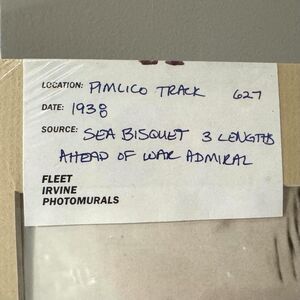 LOCATION: PIMLICO TRACK 627
DATE: 1938
SOURCE: SEA BISQUET 3 LENGTHS
AHEAD OF WAR ADMIRAL
FLEET
IRVINE
PHOTOMURALS